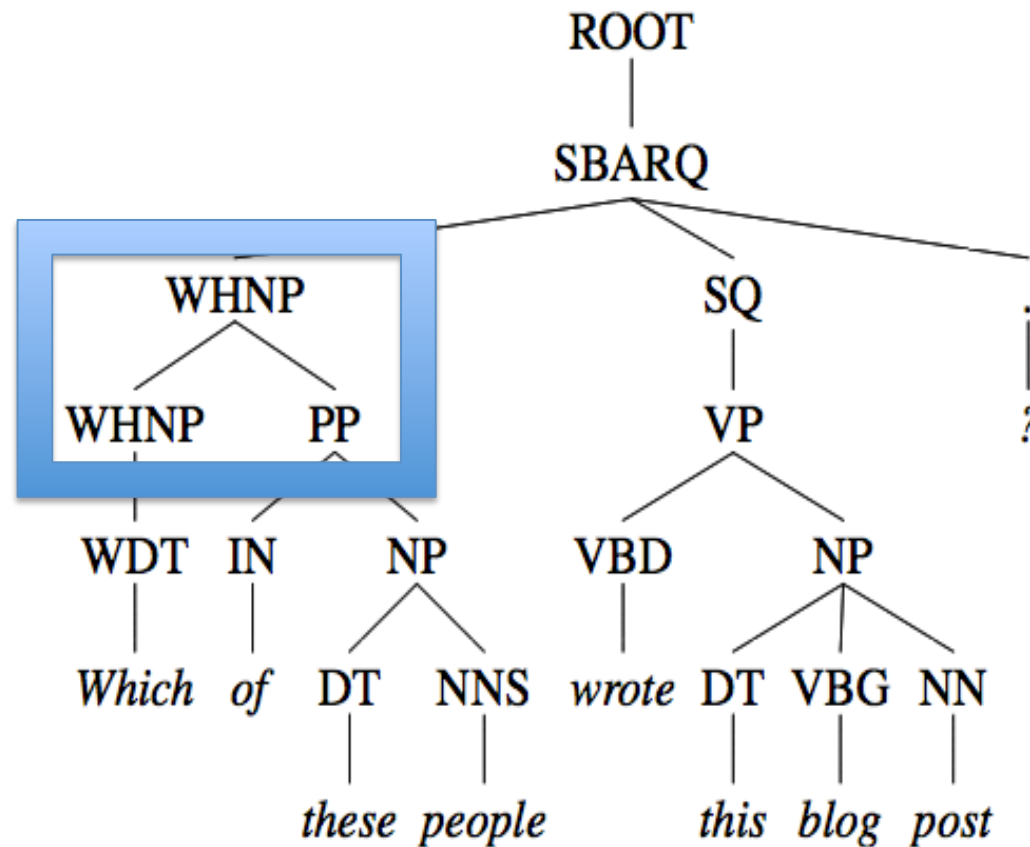 ROOT
SBARQ
WHNP SQ .
WHNP PP VP ?
WDT IN NP VBD NP
Which of DT NNS wrote DT VBG NN
these people this blog post